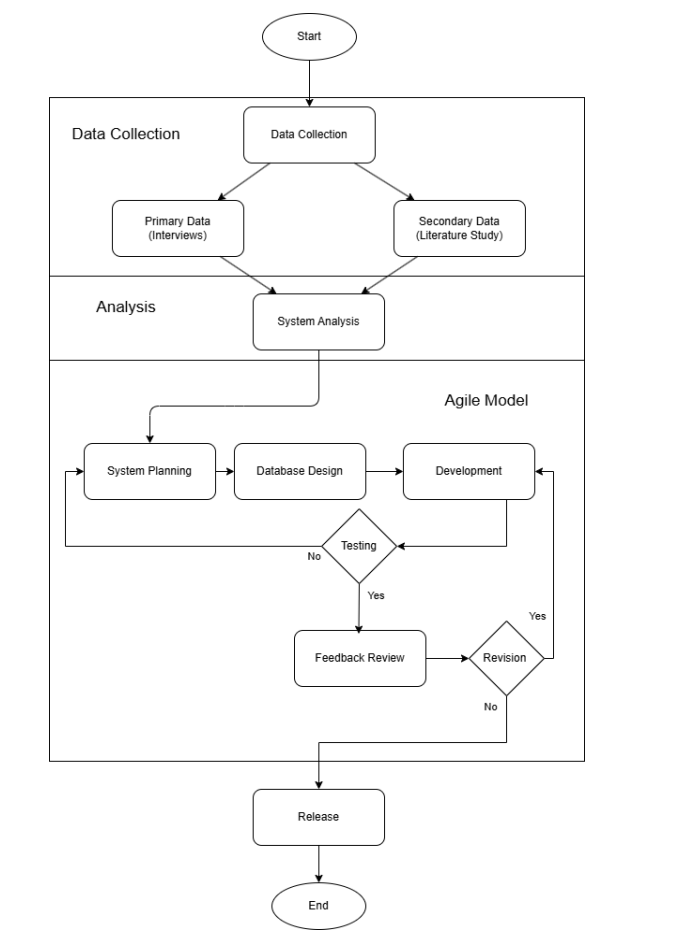 Start
Data Collection
Data Collection
Primary Data
(Interviews)
Secondary Data
(Literature Study)
Analysis
System Analysis
Agile Model
System Planning
Database Design
Development
Testing
No
Yes
Yes
Feedback Review
Revision
No
Release
End